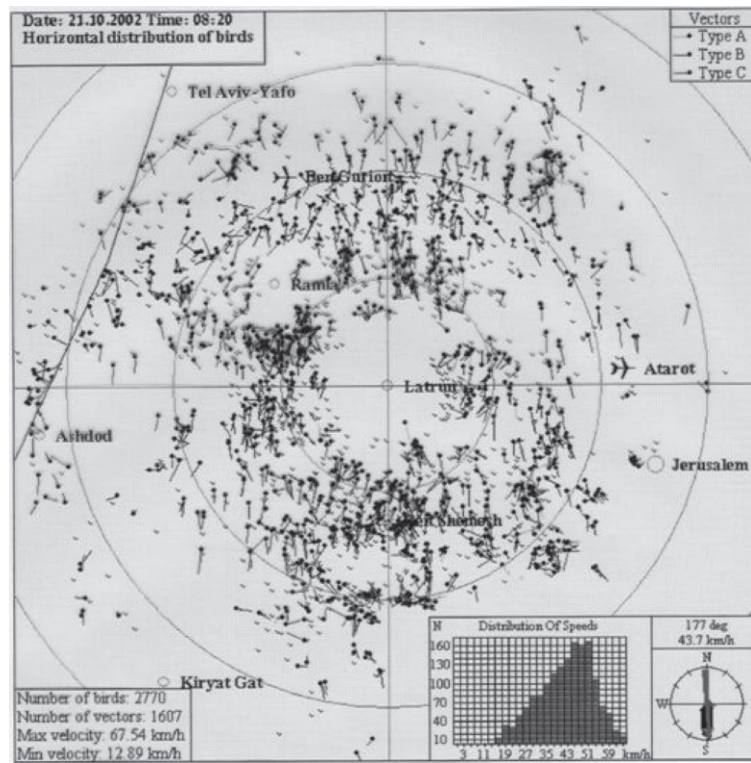 Date: 21.10.2002 Time: 08:20
Horizontal distribution of birds
Vectors
Type A
Type B
Type C
Tel Aviv-Yafo
Ben Gurion
Ramla
Latrun
Atarot
Ashdod
Jerusalem
Kiryat Gat
Number of birds: 2770
Number of vectors: 1607
Max velocity: 67.54 km/h
Min velocity: 12.89 km/h
N Distribution Of Speeds
160
130
100
70
40
10
3 11 19 27 35 43 51 59 km/h
177 deg
43.7 km/h
N
W
S